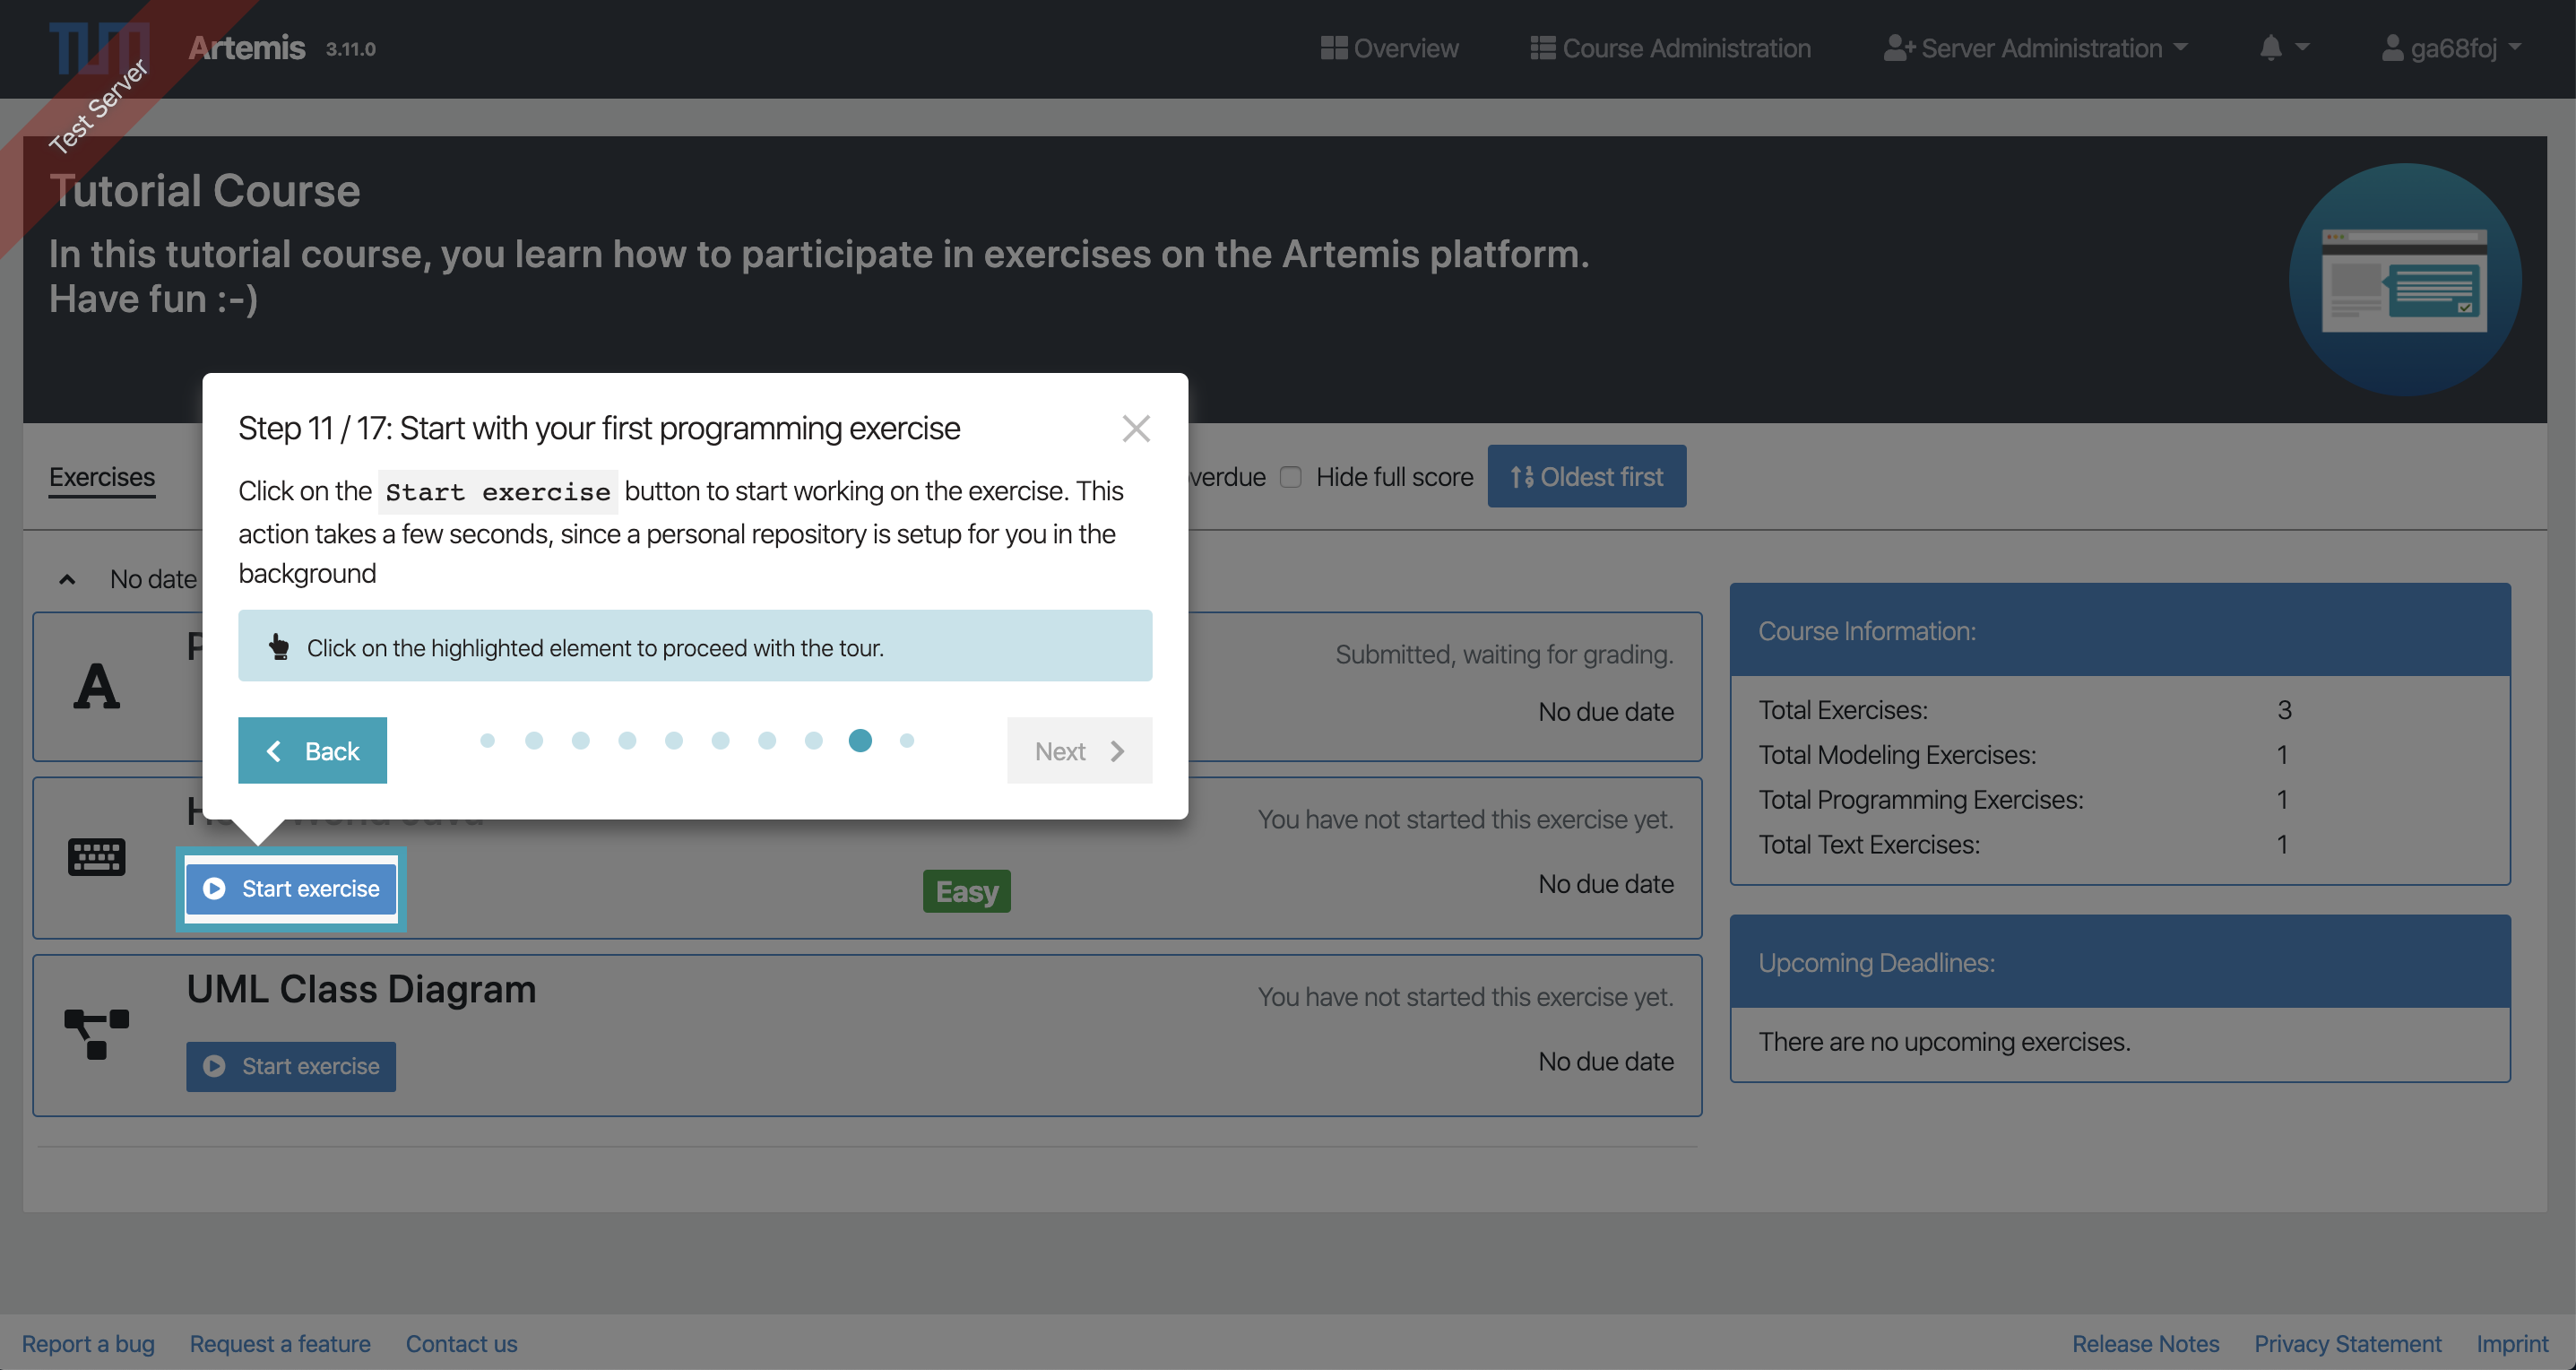 TUM
Artemis 3.11.0
Overview
Course Administration
Server Administration
ga68foj
Test Server
Tutorial Course
In this tutorial course, you learn how to participate in exercises on the Artemis platform.
Have fun :-)
Step 11 / 17: Start with your first programming exercise
Click on the Start exercise button to start working on the exercise. This
action takes a few seconds, since a personal repository is setup for you in the
background
Click on the highlighted element to proceed with the tour.
Back
Next
Exercises
Hide full score
Oldest first
No date
Submitted, waiting for grading.
No due date
You have not started this exercise yet.
Start exercise
Easy
No due date
UML Class Diagram
You have not started this exercise yet.
Start exercise
No due date
Course Information:
Total Exercises: 3
Total Modeling Exercises: 1
Total Programming Exercises: 1
Total Text Exercises: 1
Upcoming Deadlines:
There are no upcoming exercises.
Report a bug
Request a feature
Contact us
Release Notes
Privacy Statement
Imprint